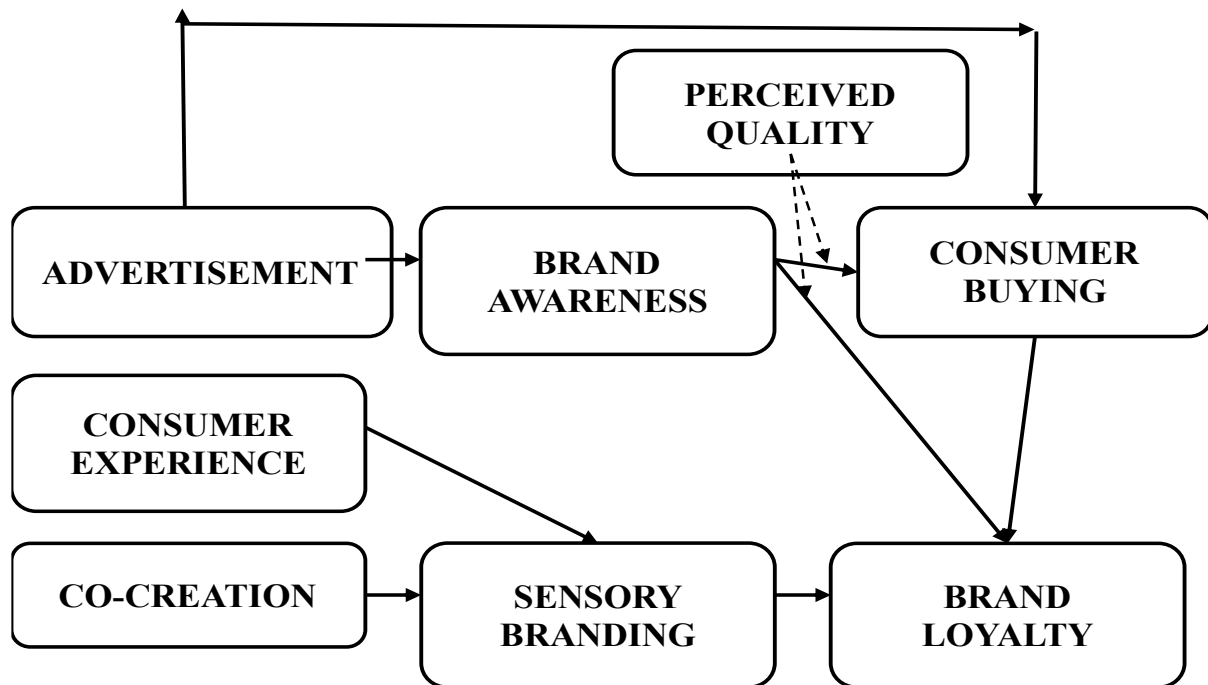 PERCEIVED
QUALITY
ADVERTISEMENT
BRAND
AWARENESS
CONSUMER
BUYING
CONSUMER
EXPERIENCE
CO-CREATION
SENSORY
BRANDING
BRAND
LOYALTY